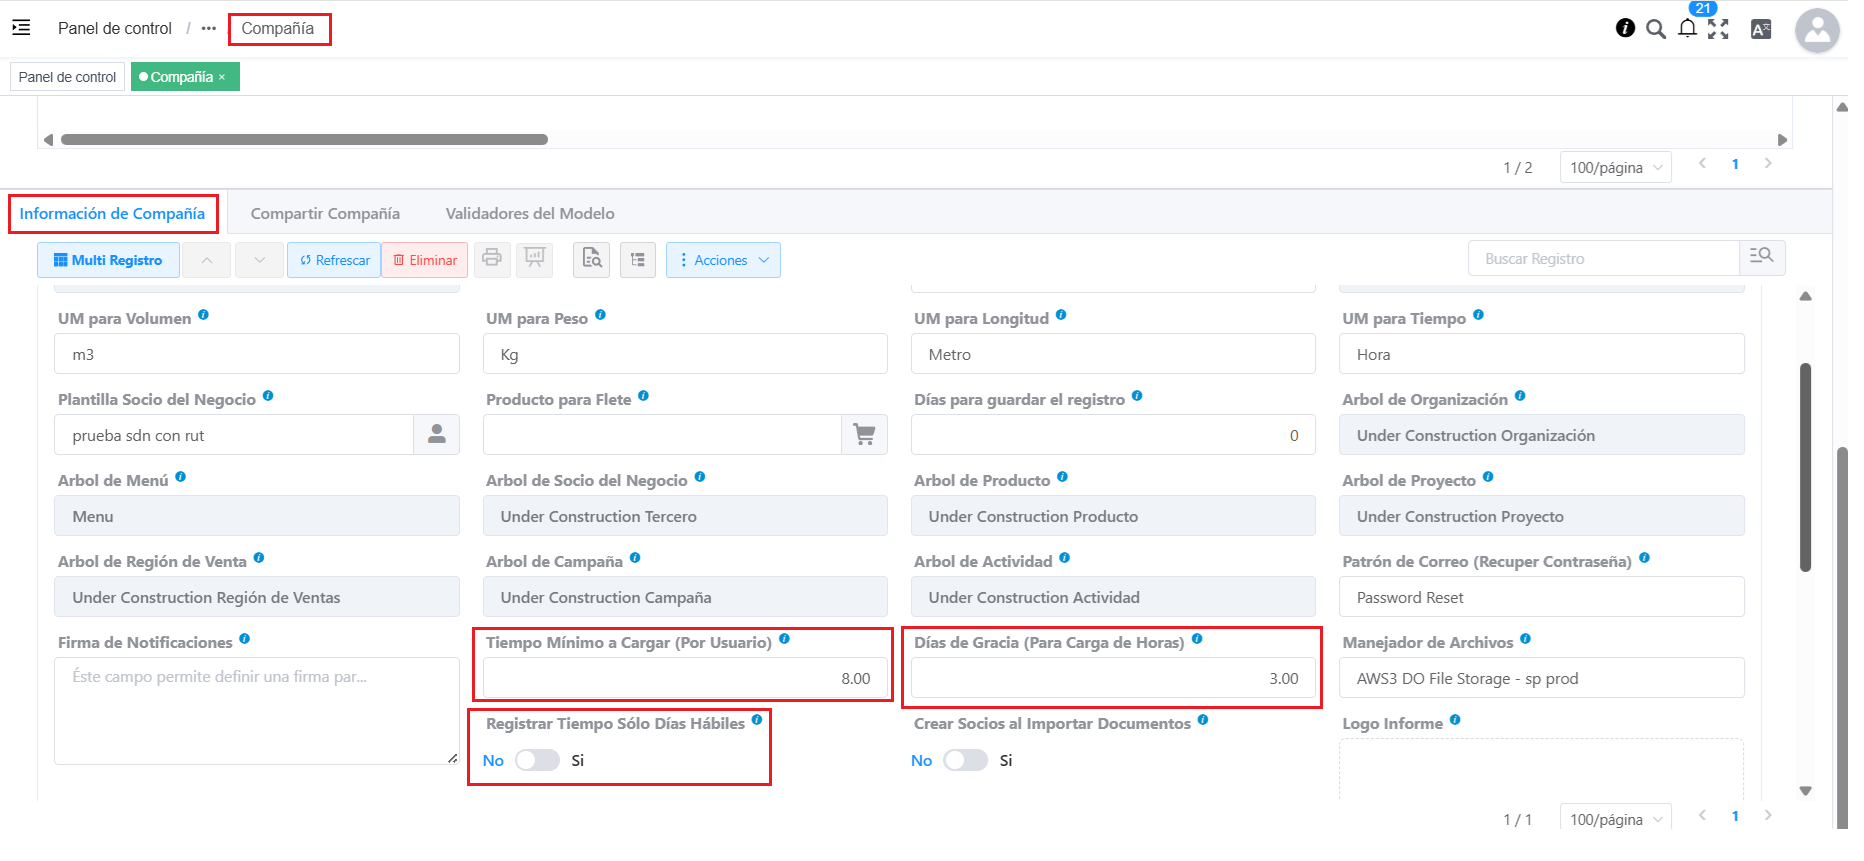 Panel de control / ••• Compañía
21
Panel de control
Compañía ×
1 / 2 100/página 1
Información de Compañía Compartir Compañía Validadores del Modelo
Multi Registro Refrescar Eliminar Acciones Buscar Registro
UM para Volumen UM para Peso UM para Longitud UM para Tiempo
m3 Kg Metro Hora
Plantilla Socio del Negocio Producto para Flete Días para guardar el registro Arbol de Organización
prueba sdn con rut 0 Under Construction Organización
Arbol de Menú Arbol de Socio del Negocio Arbol de Producto Arbol de Proyecto
Menu Under Construction Tercero Under Construction Producto Under Construction Proyecto
Arbol de Región de Venta Arbol de Campaña Arbol de Actividad Patrón de Correo (Recuper Contraseña)
Under Construction Región de Ventas Under Construction Campaña Under Construction Actividad Password Reset
Firma de Notificaciones Tiempo Mínimo a Cargar (Por Usuario) Días de Gracia (Para Carga de Horas) Manejador de Archivos
Éste campo permite definir una firma par... 8.00 3.00 AWS3 DO File Storage - sp prod
Registrar Tiempo Sólo Días Hábiles Crear Socios al Importar Documentos Logo Informe
No Si No Si
1 / 1 100/página 1